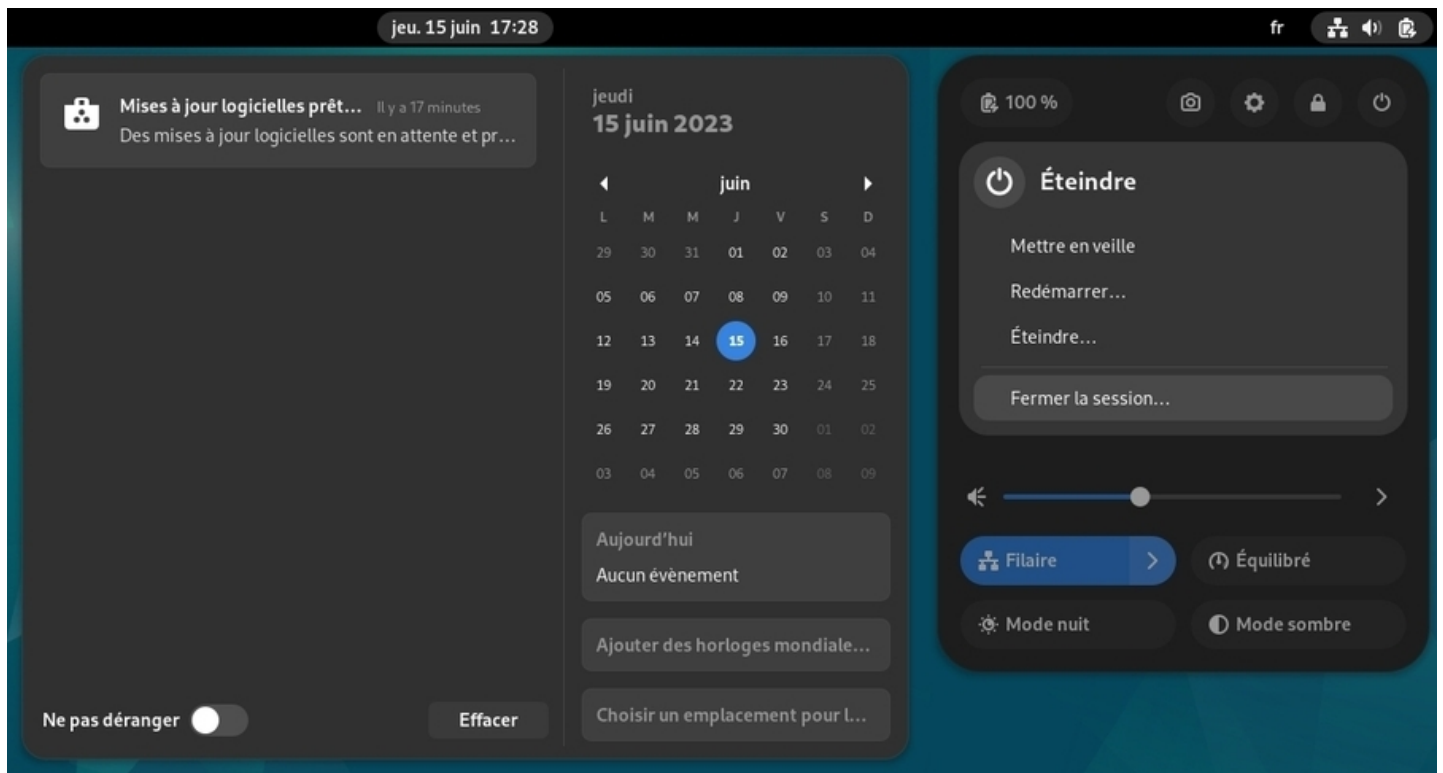 jeu. 15 juin 17:28
fr
Mises à jour logicielles prêt... Il y a 17 minutes
Des mises à jour logicielles sont en attente et pr...
Ne pas déranger
Effacer
jeudi
15 juin 2023
juin
L M M J V S D
29 30 31 01 02 03 04
05 06 07 08 09 10 11
12 13 14 15 16 17 18
19 20 21 22 23 24 25
26 27 28 29 30 01 02
03 04 05 06 07 08 09
Aujourd'hui
Aucun évènement
Ajouter des horloges mondiale...
Choisir un emplacement pour l...
100 %
Éteindre
Mettre en veille
Redémarrer...
Éteindre...
Fermer la session...
Filaire
Équilibré
Mode nuit
Mode sombre